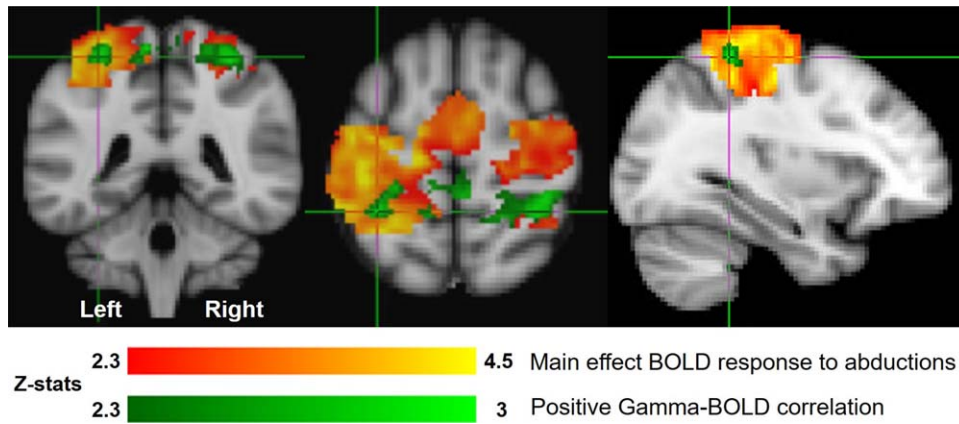 Left Right
2.3 4.5 Main effect BOLD response to abductions
Z-stats
2.3 3 Positive Gamma-BOLD correlation